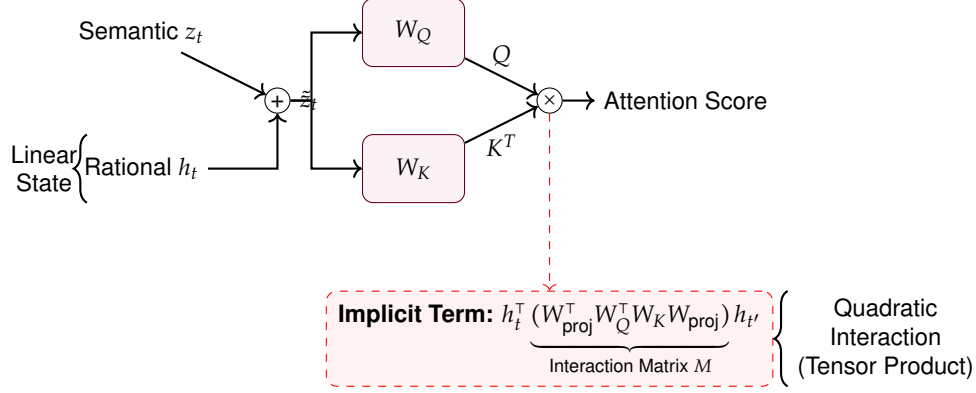 Semantic z_t
W_Q
Q
+
z̃_t
×
Attention Score
Linear
State
Rational h_t
W_K
K^T
Implicit Term: h_t^⊤ (W_proj^⊤ W_Q^⊤ W_K W_proj) h_t′
Interaction Matrix M
Quadratic
Interaction
(Tensor Product)